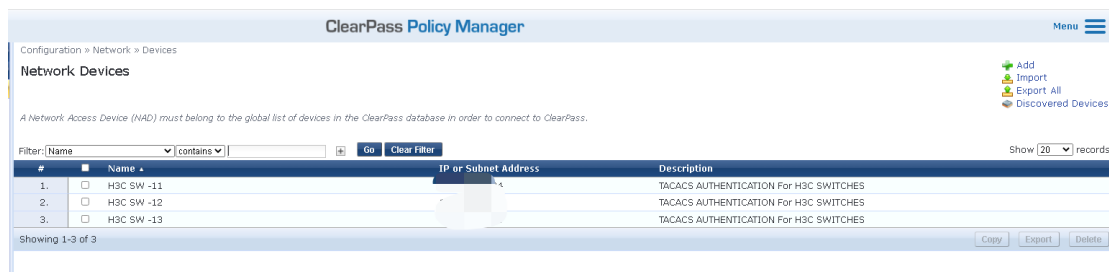 ClearPass Policy Manager
Menu
Configuration » Network » Devices
Network Devices
Add
Import
Export All
Discovered Devices
A Network Access Device (NAD) must belong to the global list of devices in the ClearPass database in order to connect to ClearPass.
Filter: Name contains + Go Clear Filter Show 20 records
# Name ▲ IP or Subnet Address Description
1. H3C SW -11 TACACS AUTHENTICATION For H3C SWITCHES
2. H3C SW -12 TACACS AUTHENTICATION For H3C SWITCHES
3. H3C SW -13 TACACS AUTHENTICATION For H3C SWITCHES
Showing 1-3 of 3 Copy Export Delete